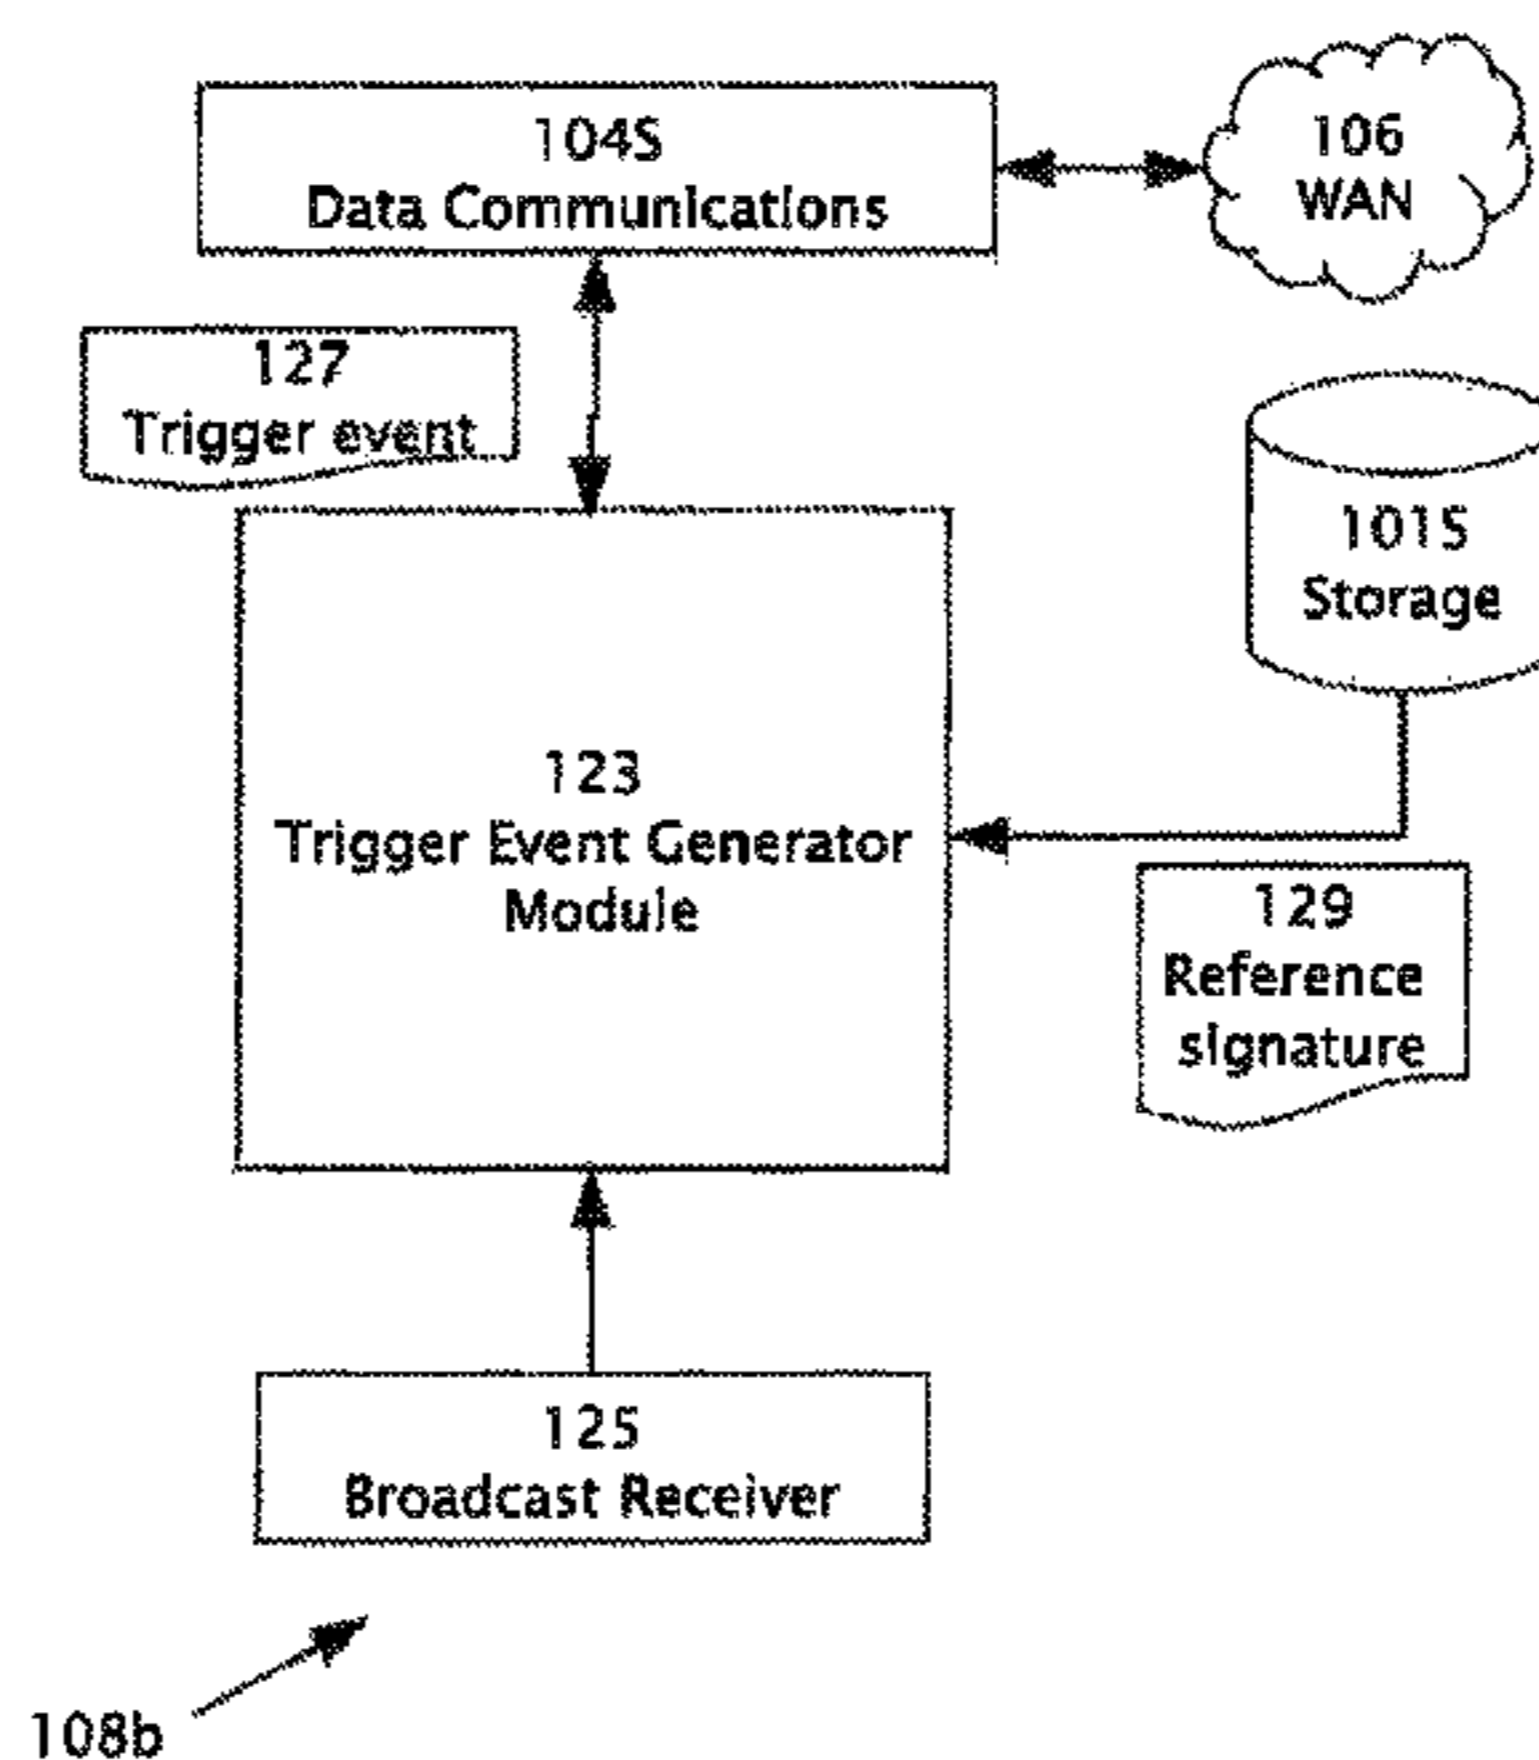 104S
Data Communications
106
WAN
127
Trigger event
101S
Storage
123
Trigger Event Generator
Module
129
Reference
signature
125
Broadcast Receiver
108b